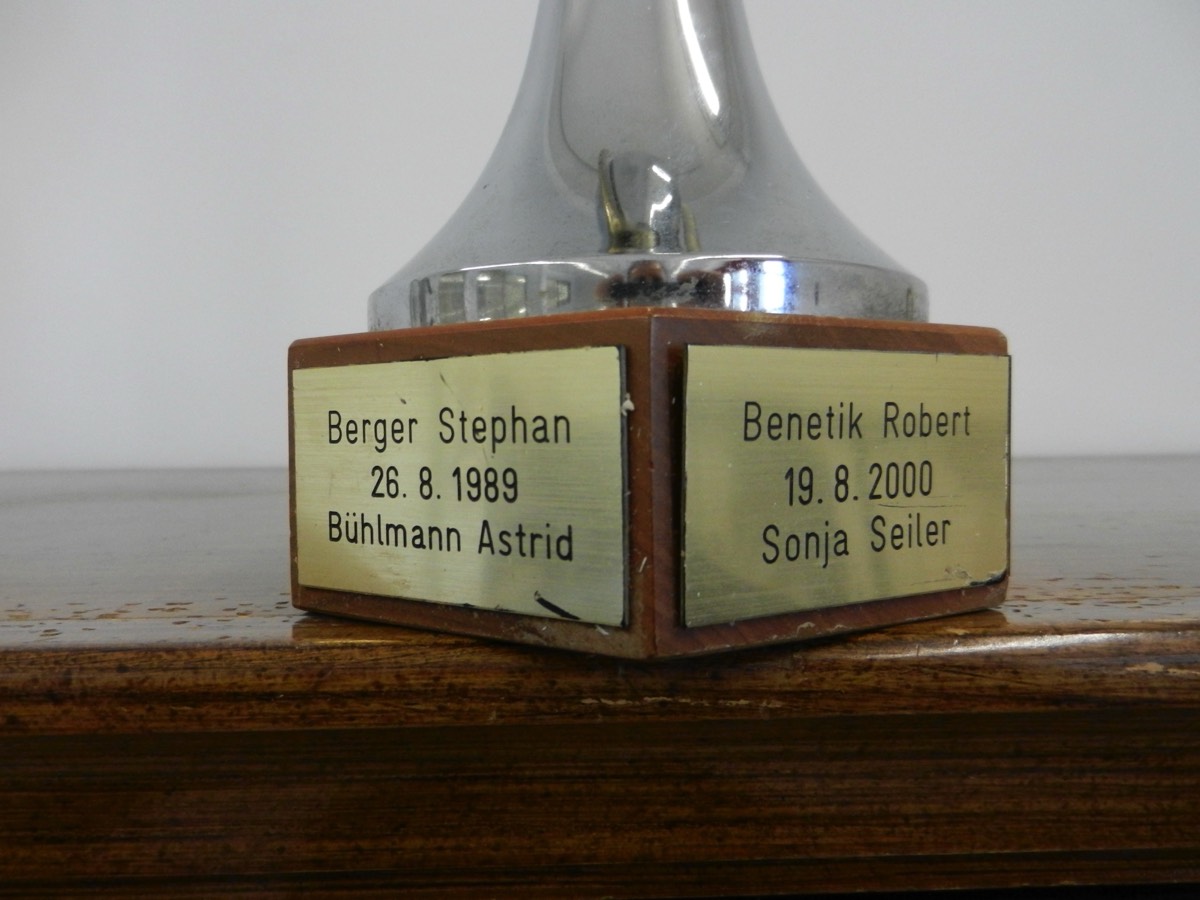 Berger Stephan
26. 8. 1989
Bühlmann Astrid
Benetik Robert
19. 8. 2000
Sonja Seiler